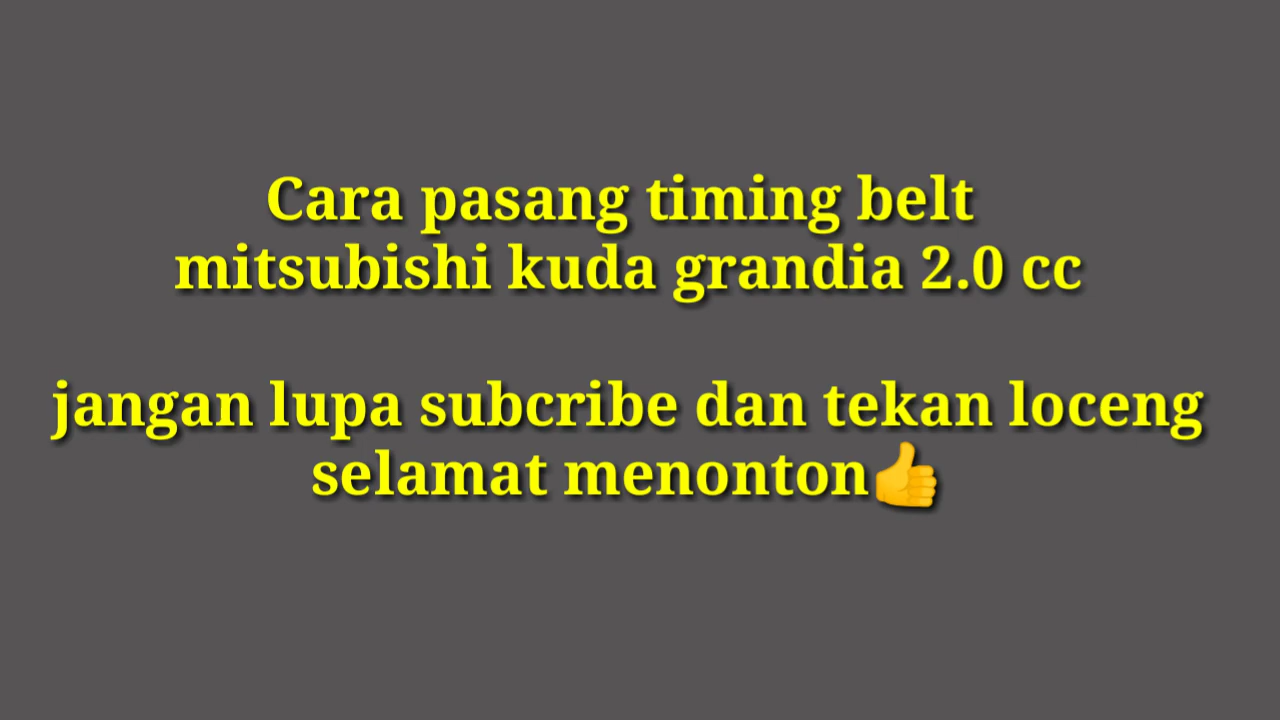 Cara pasang timing belt
mitsubishi kuda grandia 2.0 cc
jangan lupa subcribe dan tekan loceng
selamat menonton👍